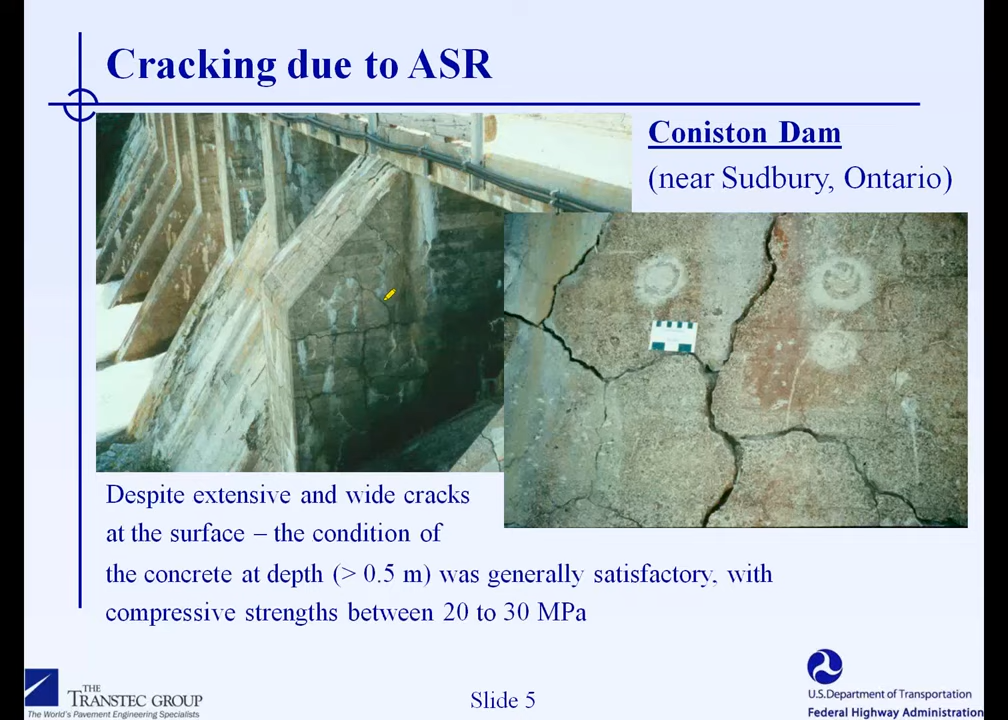 Cracking due to ASR
Coniston Dam
(near Sudbury, Ontario)
Despite extensive and wide cracks
at the surface – the condition of
the concrete at depth (> 0.5 m) was generally satisfactory, with
compressive strengths between 20 to 30 MPa
THE
TRANSTEC GROUP
The World's Pavement Engineering Specialists
Slide 5
U.S.Department of Transportation
Federal Highway Administration